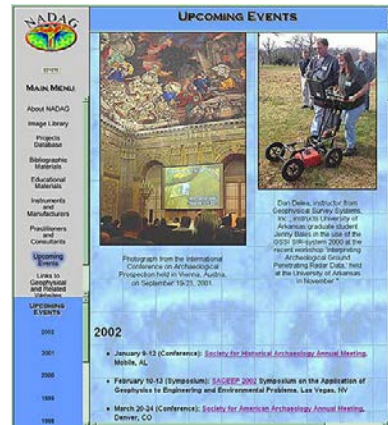 NADAG
UPCOMING EVENTS
MAIN MENU
About NADAG
Image Library
Projects
Database
Bibliographic
Materials
Educational
Materials
Instruments
and
Manufacturers
Practitioners
and
Consultants
Upcoming
Events
Links to
Geophysical
and Related
Websites
UPCOMING
EVENTS
2002
2001
2000
1999
1998
Photograph from the International
Conference on Archaeological
Prospection held in Vienna, Austria,
on September 19-23, 2001.
Dan Delea, instructor from
Geophysical Survey Systems,
Inc., instructs University of
Arkansas graduate student
Jenny Bales in the use of the
GSSI SIR-system 2000 at the
recent workshop "Interpreting
Archeological Ground
Penetrating Radar Data," held
at the University of Arkansas
in November."
2002
January 9-12 (Conference): Society for Historical Archaeology Annual Meeting,
Mobile, AL
February 10-13 (Symposium): SAGEEP 2002 Symposium on the Application of
Geophysics to Engineering and Environmental Problems, Las Vegas, NV
March 20-24 (Conference): Society for American Archaeology Annual Meeting,
Denver, CO